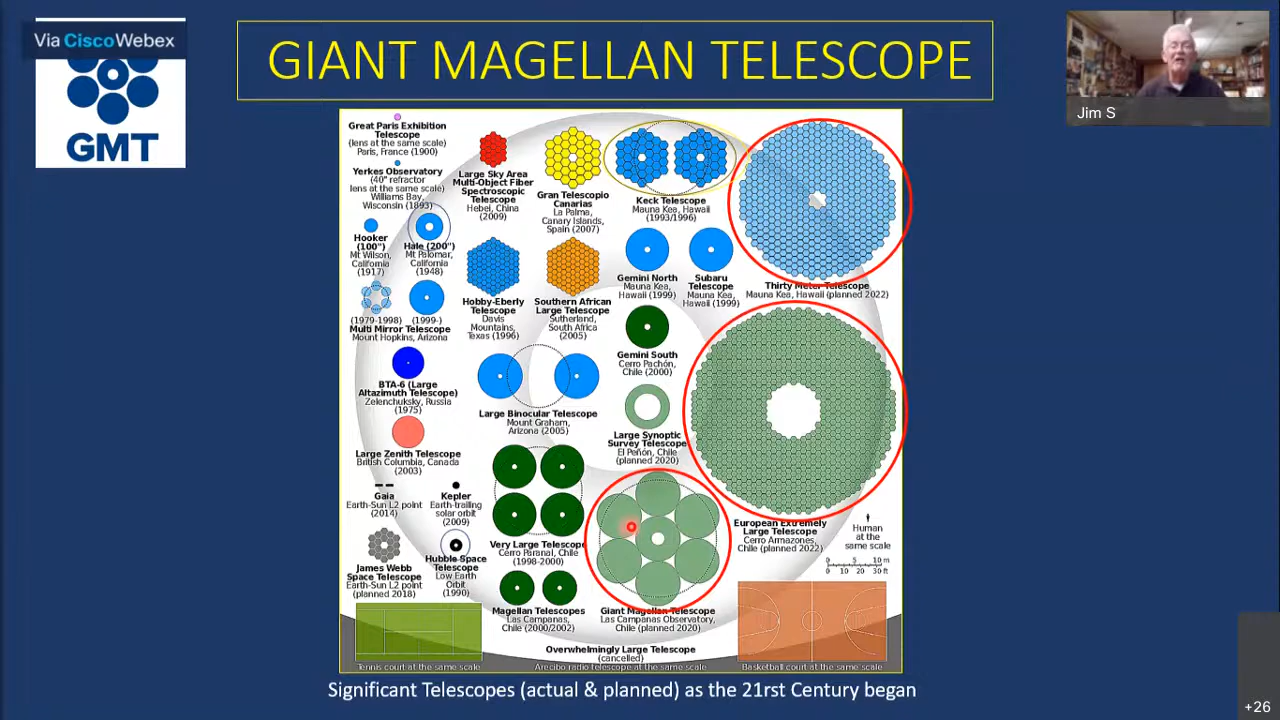 Via Cisco Webex
GMT
GIANT MAGELLAN TELESCOPE
Jim S
Great Paris Exhibition
Telescope
(lens at the same scale)
Paris, France (1900)
Yerkes Observatory
(40" refractor
lens at the same scale)
Williams Bay,
Wisconsin (1893)
Hooker
(100")
Mt Wilson,
California
(1917)
Hale (200")
Mt Palomar,
California
(1948)
(1979-1998) (1999-)
Multi Mirror Telescope
Mount Hopkins, Arizona
BTA-6 (Large
Altazimuth Telescope)
Zelenchuksky, Russia
(1975)
Large Zenith Telescope
British Columbia, Canada
(2003)
Gaia
Earth-Sun L2 point
(2014)
Kepler
Earth-trailing
solar orbit
(2009)
James Webb
Space Telescope
Earth-Sun L2 point
(planned 2018)
Hubble Space
Telescope
Low Earth
Orbit
(1990)
Large Sky Area
Multi-Object Fiber
Spectroscopic
Telescope
Hebei, China
(2009)
Gran Telescopio
Canarias
La Palma,
Canary Islands,
Spain (2007)
Keck Telescope
Mauna Kea, Hawaii
(1993/1996)
Hobby-Eberly
Telescope
Davis
Mountains,
Texas (1996)
Southern African
Large Telescope
Sutherland,
South Africa
(2005)
Gemini North
Mauna Kea,
Hawaii (1999)
Subaru
Telescope
Mauna Kea,
Hawaii (1999)
Gemini South
Cerro Pachón,
Chile (2000)
Large Binocular Telescope
Mount Graham,
Arizona (2005)
Large Synoptic
Survey Telescope
El Peñón, Chile
(planned 2020)
Very Large Telescope
Cerro Paranal, Chile
(1998-2000)
Magellan Telescopes
Las Campanas,
Chile (2000/2002)
Giant Magellan Telescope
Las Campanas Observatory,
Chile (planned 2020)
Thirty Meter Telescope
Mauna Kea, Hawaii (planned 2022)
European Extremely
Large Telescope
Cerro Armazones,
Chile (planned 2022)
Human
at the
same scale
0 5 10 m
0 10 20 30 ft
Overwhelmingly Large Telescope
(cancelled)
Tennis court at the same scale
Arecibo radio telescope at the same scale
Basketball court at the same scale
Significant Telescopes (actual & planned) as the 21rst Century began
+26